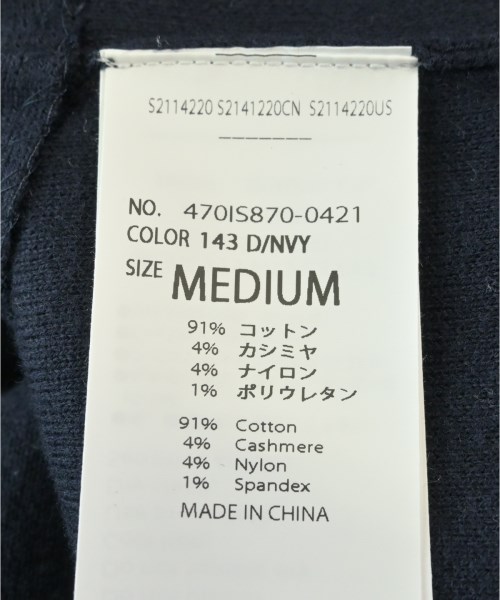 S2114220 S2141220CN S2114220US
NO. 470IS870-0421
COLOR 143 D/NVY
SIZE MEDIUM
91% コットン
4% カシミヤ
4% ナイロン
1% ポリウレタン
91% Cotton
4% Cashmere
4% Nylon
1% Spandex
MADE IN CHINA